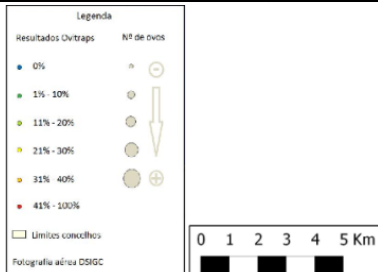 Legenda
Resultados Ovitraps Nº de ovos
0%
1% - 10%
11% - 20%
21% - 30%
31% - 40%
41% - 100%
Limites concelhos
Fotografia aérea DSIGC
0 1 2 3 4 5 Km